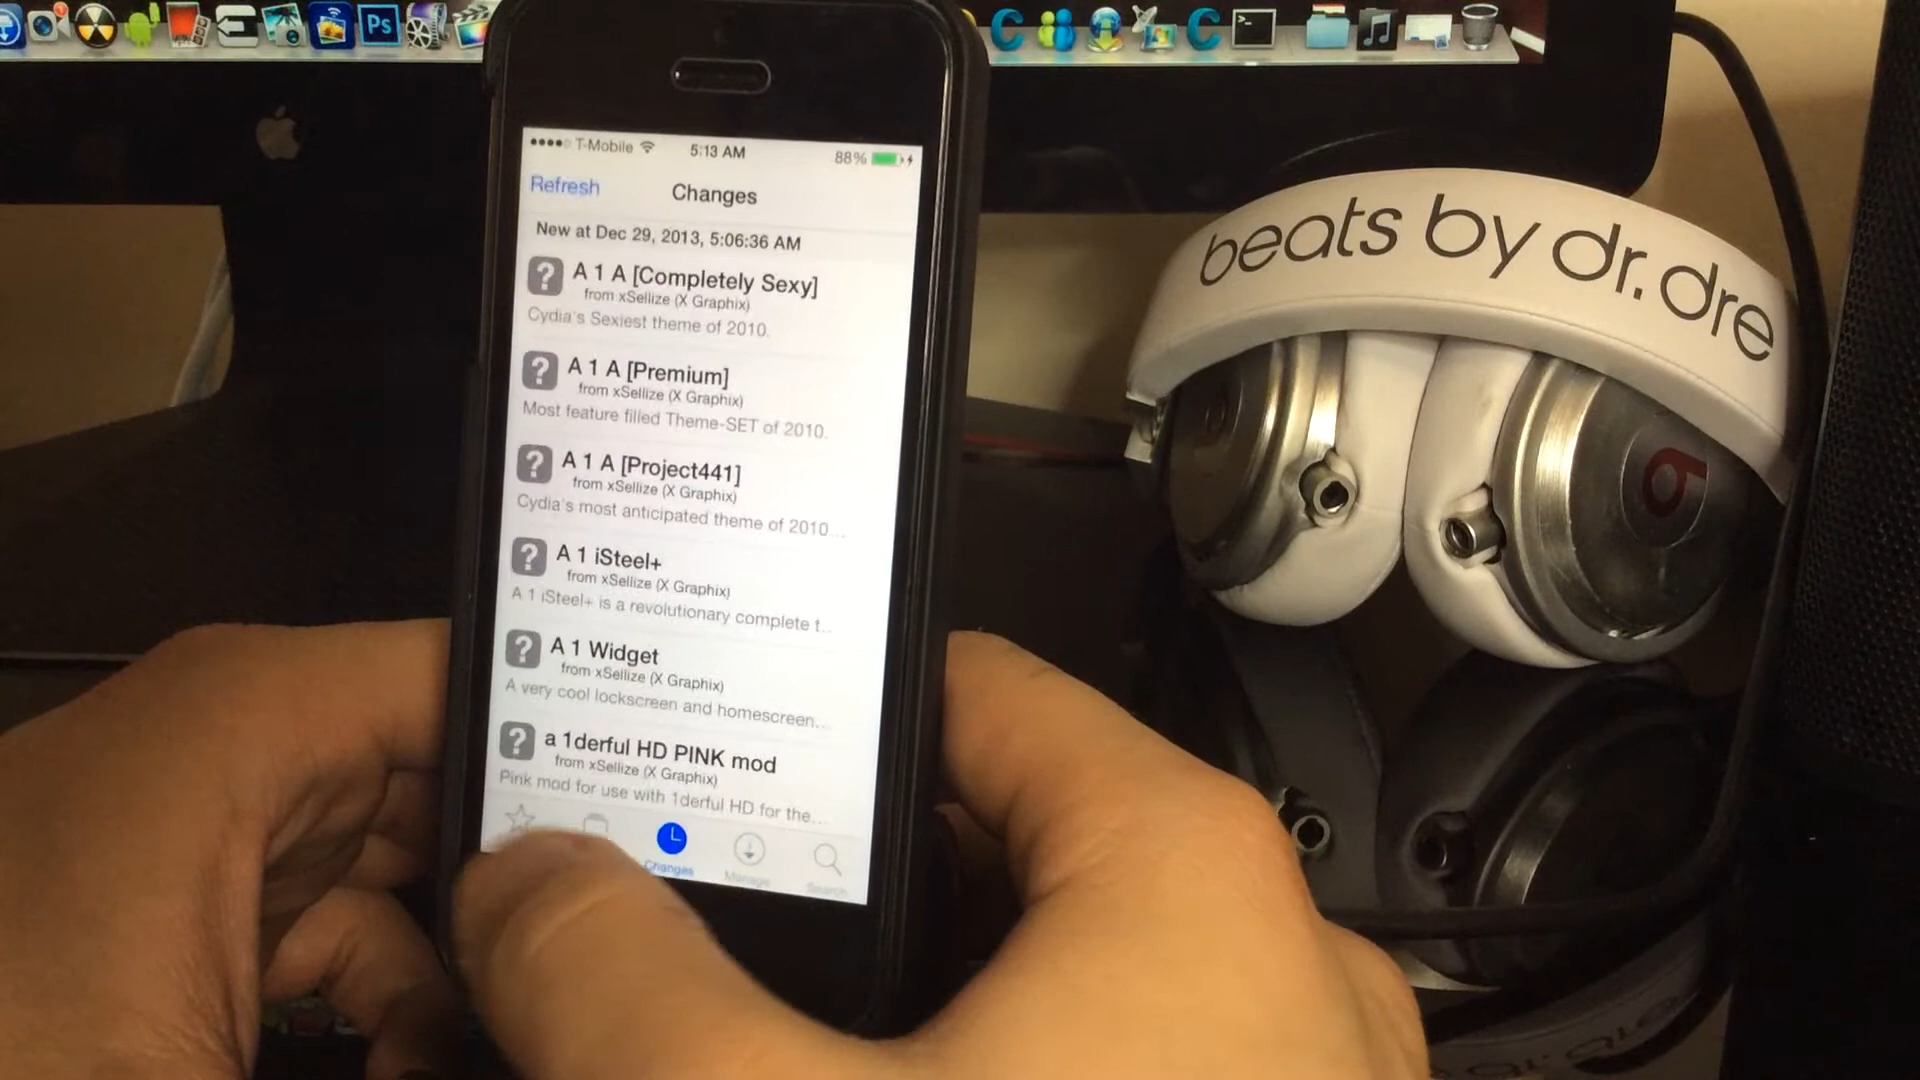 Ps
T-Mobile 5:13 AM 88%
Refresh Changes
New at Dec 29, 2013, 5:06:36 AM
A 1 A [Completely Sexy]
from xSellize (X Graphix)
Cydia's Sexiest theme of 2010.
A 1 A [Premium]
from xSellize (X Graphix)
Most feature filled Theme-SET of 2010.
A 1 A [Project441]
from xSellize (X Graphix)
Cydia's most anticipated theme of 2010...
A 1 iSteel+
from xSellize (X Graphix)
A 1 iSteel+ is a revolutionary complete t...
A 1 Widget
from xSellize (X Graphix)
A very cool lockscreen and homescreen...
a 1derful HD PINK mod
from xSellize (X Graphix)
Pink mod for use with 1derful HD for the...
Changes Manage Search
beats by dr. dre
b